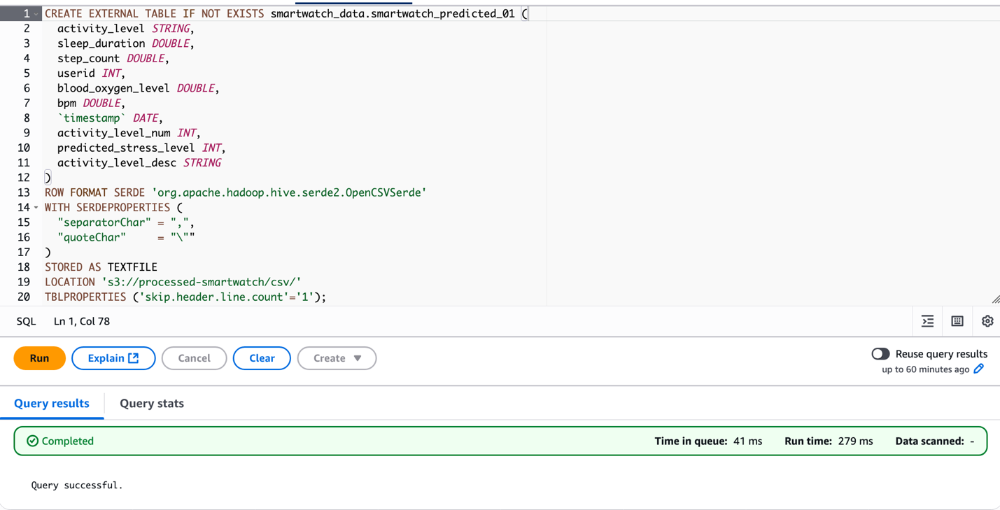 1 CREATE EXTERNAL TABLE IF NOT EXISTS smartwatch_data.smartwatch_predicted_01 (
2 activity_level STRING,
3 sleep_duration DOUBLE,
4 step_count DOUBLE,
5 userid INT,
6 blood_oxygen_level DOUBLE,
7 bpm DOUBLE,
8 `timestamp` DATE,
9 activity_level_num INT,
10 predicted_stress_level INT,
11 activity_level_desc STRING
12 )
13 ROW FORMAT SERDE 'org.apache.hadoop.hive.serde2.OpenCSVSerde'
14 WITH SERDEPROPERTIES (
15 "separatorChar" = ",",
16 "quoteChar" = "\""
17 )
18 STORED AS TEXTFILE
19 LOCATION 's3://processed-smartwatch/csv/'
20 TBLPROPERTIES ('skip.header.line.count'='1');
SQL Ln 1, Col 78
Run Explain Cancel Clear Create Reuse query results
up to 60 minutes ago
Query results Query stats
Completed Time in queue: 41 ms Run time: 279 ms Data scanned: -
Query successful.